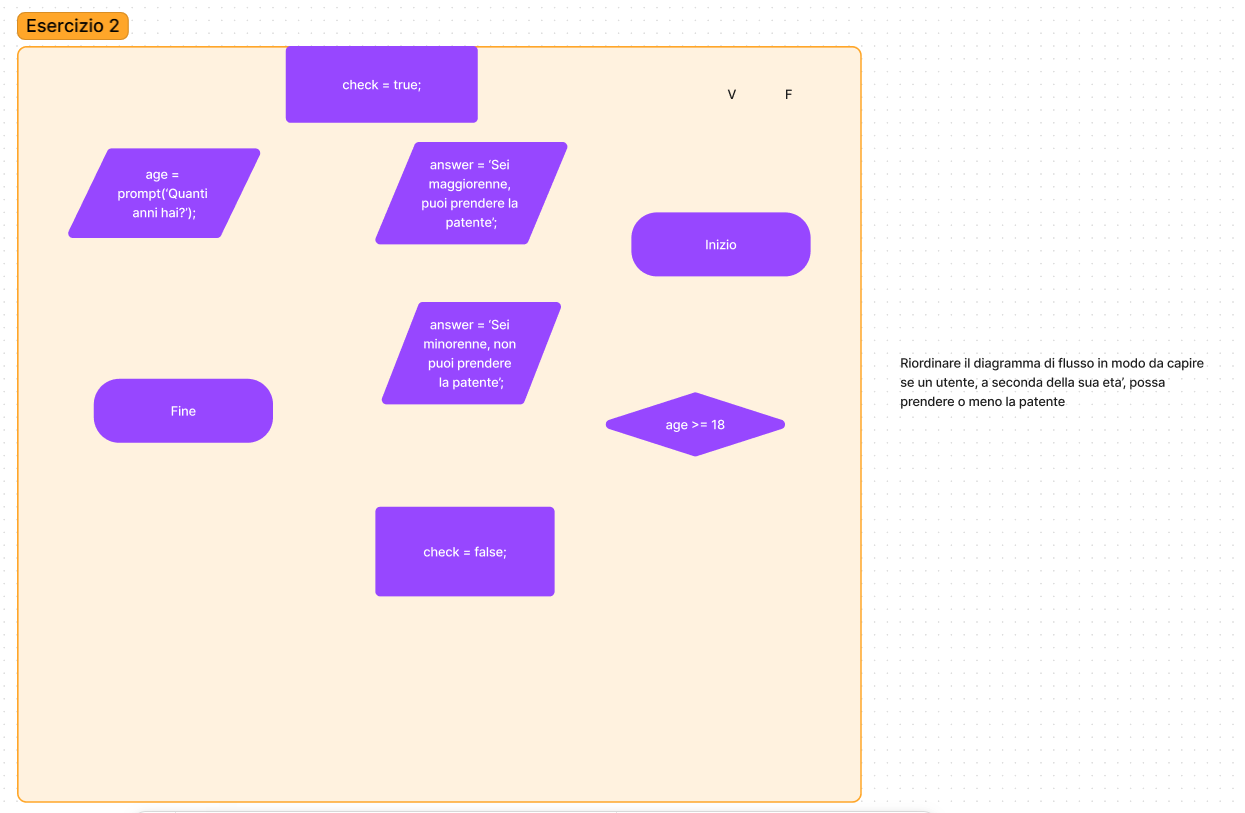 Esercizio 2
check = true;
V
F
age =
prompt(‘Quanti
anni hai?’);
answer = ‘Sei
maggiorenne,
puoi prendere la
patente’;
Inizio
answer = ‘Sei
minorenne, non
puoi prendere
la patente’;
Fine
age >= 18
check = false;
Riordinare il diagramma di flusso in modo da capire
se un utente, a seconda della sua eta’, possa
prendere o meno la patente